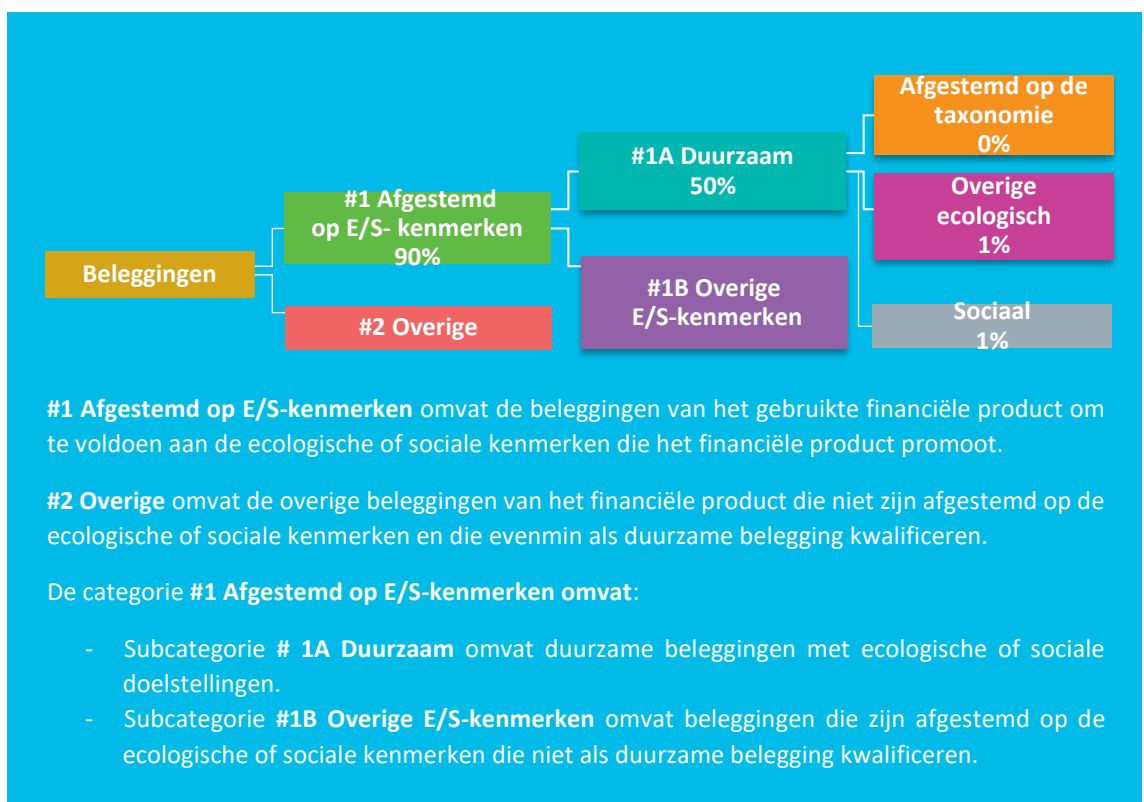 Beleggingen
#1 Afgestemd
op E/S- kenmerken
90%
#2 Overige
#1A Duurzaam
50%
#1B Overige
E/S-kenmerken
Afgestemd op de
taxonomie
0%
Overige
ecologisch
1%
Sociaal
1%
#1 Afgestemd op E/S-kenmerken omvat de beleggingen van het gebruikte financiële product om
te voldoen aan de ecologische of sociale kenmerken die het financiële product promoot.
#2 Overige omvat de overige beleggingen van het financiële product die niet zijn afgestemd op de
ecologische of sociale kenmerken en die evenmin als duurzame belegging kwalificeren.
De categorie #1 Afgestemd op E/S-kenmerken omvat:
- Subcategorie # 1A Duurzaam omvat duurzame beleggingen met ecologische of sociale
doelstellingen.
- Subcategorie #1B Overige E/S-kenmerken omvat beleggingen die zijn afgestemd op de
ecologische of sociale kenmerken die niet als duurzame belegging kwalificeren.